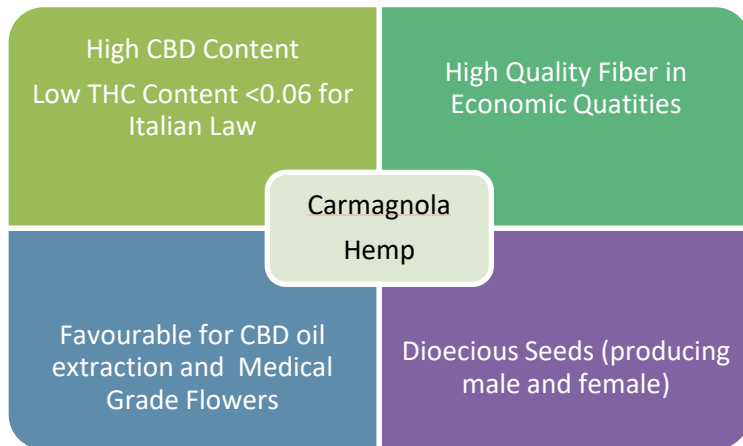 High CBD Content
Low THC Content <0.06 for
Italian Law
High Quality Fiber in
Economic Quatities
Carmagnola
Hemp
Favourable for CBD oil
extraction and Medical
Grade Flowers
Dioecious Seeds (producing
male and female)